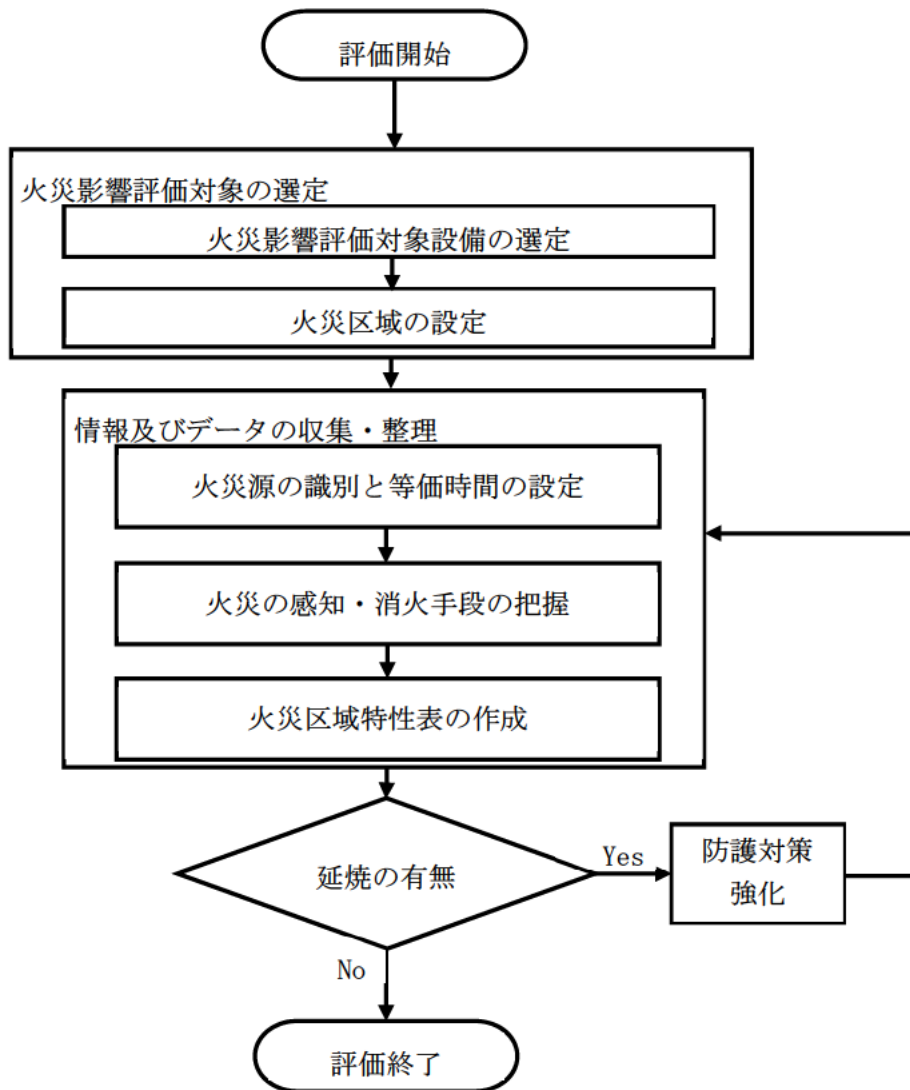 評価開始
火災影響評価対象の選定
火災影響評価対象設備の選定
火災区域の設定
情報及びデータの収集・整理
火災源の識別と等価時間の設定
火災の感知・消火手段の把握
火災区域特性表の作成
延焼の有無
Yes
防護対策
強化
No
評価終了